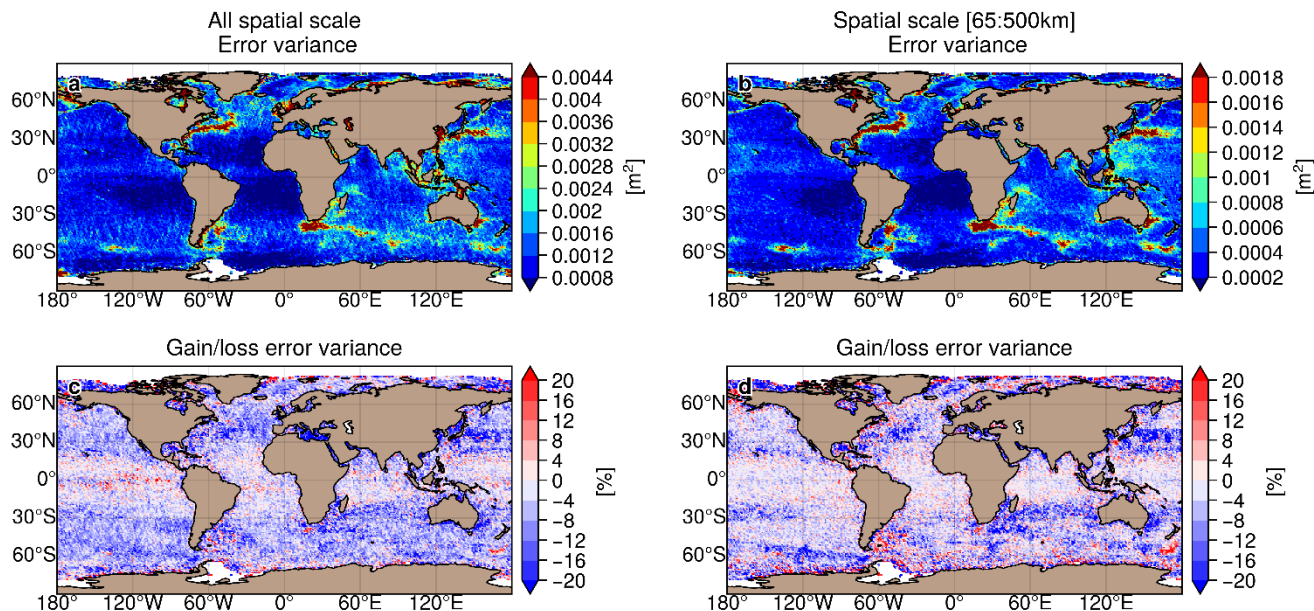 All spatial scale
Error variance
a
60°N
30°N
0°
30°S
60°S
180°
120°W
60°W
0°
60°E
120°E
0.0044
0.004
0.0036
0.0032
0.0028
0.0024
0.002
0.0016
0.0012
0.0008
[m²]
Spatial scale [65:500km]
Error variance
b
60°N
30°N
0°
30°S
60°S
180°
120°W
60°W
0°
60°E
120°E
0.0018
0.0016
0.0014
0.0012
0.001
0.0008
0.0006
0.0004
0.0002
[m²]
Gain/loss error variance
c
60°N
30°N
0°
30°S
60°S
180°
120°W
60°W
0°
60°E
120°E
20
16
12
8
4
0
−4
−8
−12
−16
−20
[%]
Gain/loss error variance
d
60°N
30°N
0°
30°S
60°S
180°
120°W
60°W
0°
60°E
120°E
20
16
12
8
4
0
−4
−8
−12
−16
−20
[%]